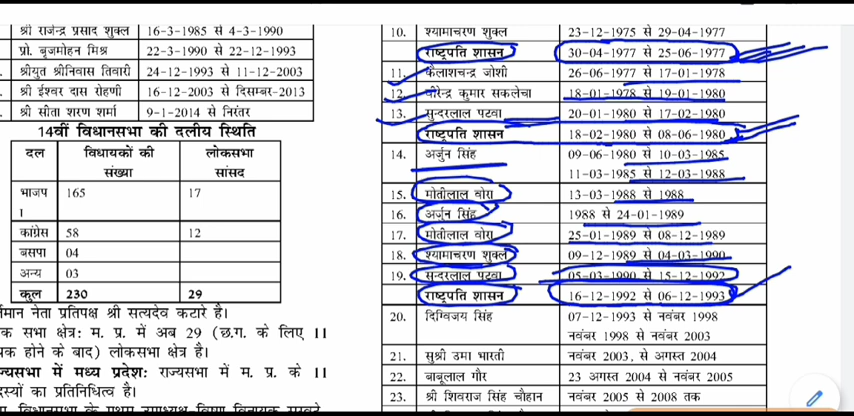 श्री राजेन्द्र प्रसाद शुक्ल 16-3-1985 से 4-3-1990
प्रो. बृजमोहन मिश्र 22-3-1990 से 22-12-1993
श्रीयुत श्रीनिवास तिवारी 24-12-1993 से 11-12-2003
श्री ईश्वर दास रोहणी 16-12-2003 से दिसम्बर-2013
श्री सीता शरण शर्मा 9-1-2014 से निरंतर
14वीं विधानसभा की दलीय स्थिति
दल विधायकों की संख्या लोकसभा सांसद
भाजपा 165 17
कांग्रेस 58 12
बसपा 04
अन्य 03
कुल 230 29
र्तमान नेता प्रतिपक्ष श्री सत्यदेव कटारे है।
क सभा क्षेत्र: म. प्र. में अब 29 (छ.ग. के लिए 11
पक होने के बाद) लोकसभा क्षेत्र है।
ज्यसभा में मध्य प्रदेश: राज्यसभा में म. प्र. के 11
दस्यों का प्रतिनिधित्व है।
10. श्यामाचरण शुक्ल 23-12-1975 से 29-04-1977
राष्ट्रपति शासन 30-04-1977 से 25-06-1977
11. कैलाशचन्द्र जोशी 26-06-1977 से 17-01-1978
12. वीरेन्द्र कुमार सकलेचा 18-01-1978 से 19-01-1980
13. सुन्दरलाल पटवा 20-01-1980 से 17-02-1980
राष्ट्रपति शासन 18-02-1980 से 08-06-1980
14. अर्जुन सिंह 09-06-1980 से 10-03-1985
11-03-1985 से 12-03-1988
15. मोतीलाल वोरा 13-03-1988 से 1988
16. अर्जुन सिंह 1988 से 24-01-1989
17. मोतीलाल वोरा 25-01-1989 से 08-12-1989
18. श्यामाचरण शुक्ल 09-12-1989 से 04-03-1990
19. सुन्दरलाल पटवा 05-03-1990 से 15-12-1992
राष्ट्रपति शासन 16-12-1992 से 06-12-1993
20. दिग्विजय सिंह 07-12-1993 से नवंबर 1998
नवंबर 1998 से नवंबर 2003
21. सुश्री उमा भारती नवंबर 2003, से अगस्त 2004
22. बाबूलाल गौर 23 अगस्त 2004 से नवंबर 2005
23. श्री शिवराज सिंह चौहान नवंबर 2005 से 2008 तक